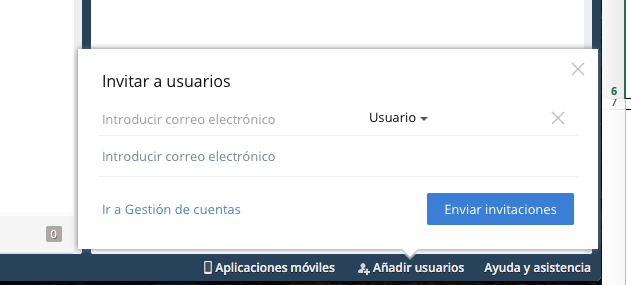 Invitar a usuarios
Introducir correo electrónico Usuario
Introducir correo electrónico
Ir a Gestión de cuentas Enviar invitaciones
0
Aplicaciones móviles Añadir usuarios Ayuda y asistencia
6
7